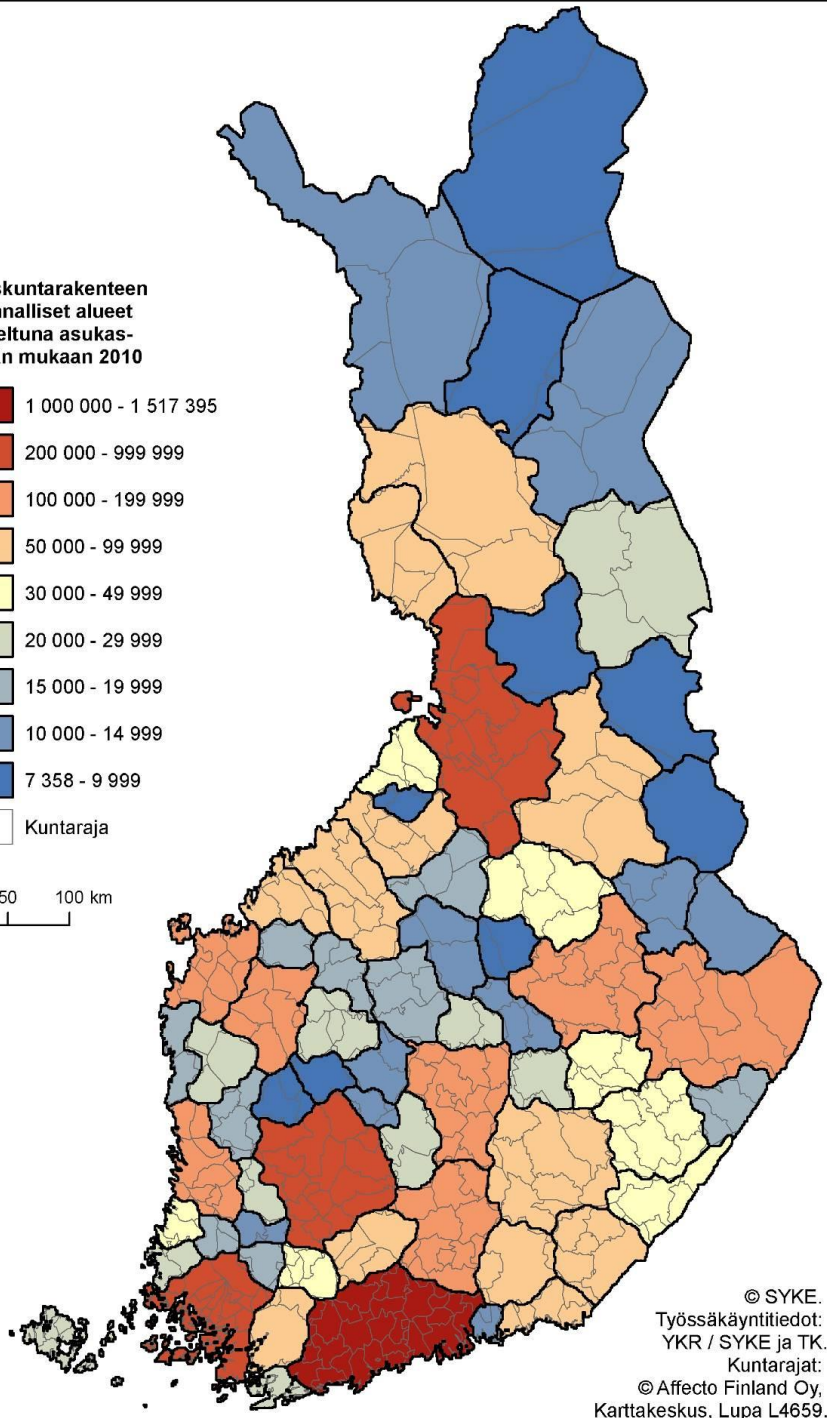 skuntarakenteen
nnalliset alueet
eltuna asukas-
n mukaan 2010
1 000 000 - 1 517 395
200 000 - 999 999
100 000 - 199 999
50 000 - 99 999
30 000 - 49 999
20 000 - 29 999
15 000 - 19 999
10 000 - 14 999
7 358 - 9 999
Kuntaraja
50 100 km
© SYKE.
Työssäkäyntitiedot:
YKR / SYKE ja TK.
Kuntarajat:
© Affecto Finland Oy,
Karttakeskus, Lupa L4659.